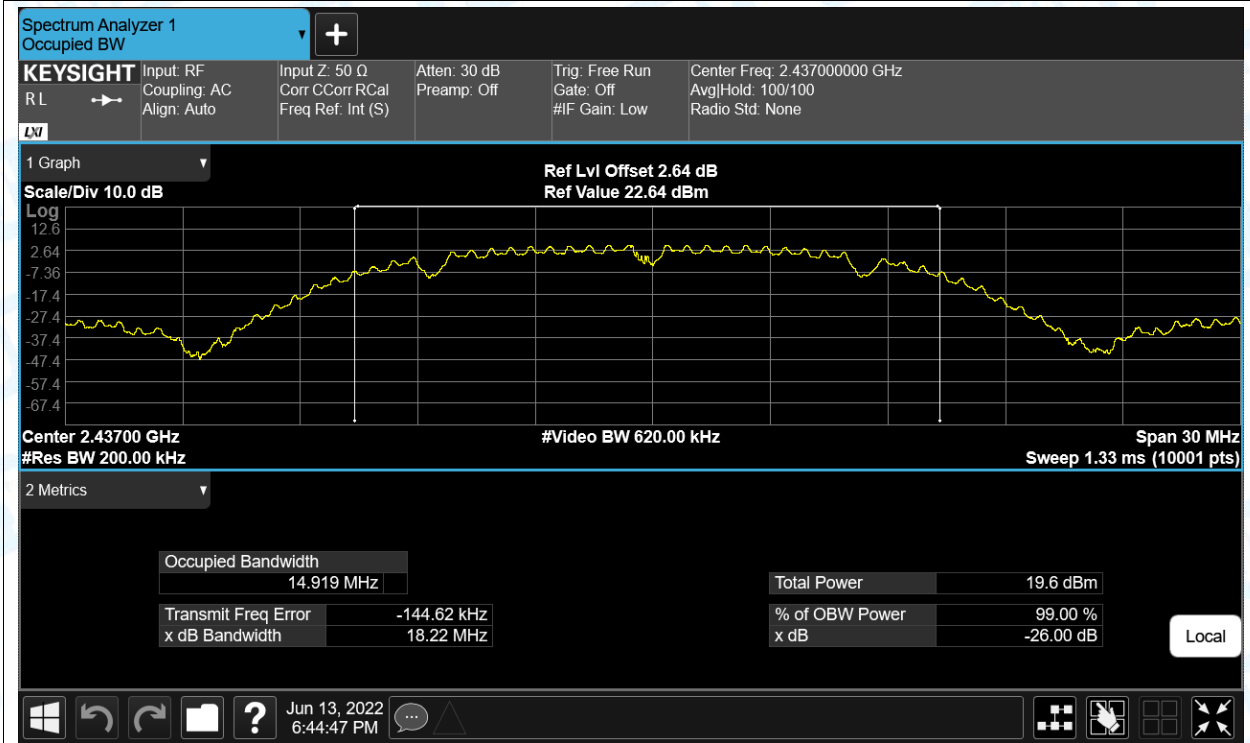 Spectrum Analyzer 1
Occupied BW
+
KEYSIGHT
R L
LXI
Input: RF
Coupling: AC
Align: Auto
Input Z: 50 Ω
Corr CCorr RCal
Freq Ref: Int (S)
Atten: 30 dB
Preamp: Off
Trig: Free Run
Gate: Off
#IF Gain: Low
Center Freq: 2.437000000 GHz
Avg|Hold: 100/100
Radio Std: None
1 Graph
Scale/Div 10.0 dB
Ref Lvl Offset 2.64 dB
Ref Value 22.64 dBm
Log
12.6
2.64
-7.36
-17.4
-27.4
-37.4
-47.4
-57.4
-67.4
Center 2.43700 GHz
#Video BW 620.00 kHz
Span 30 MHz
#Res BW 200.00 kHz
Sweep 1.33 ms (10001 pts)
2 Metrics
Occupied Bandwidth
14.919 MHz
Transmit Freq Error -144.62 kHz
x dB Bandwidth 18.22 MHz
Total Power 19.6 dBm
% of OBW Power 99.00 %
x dB -26.00 dB
Local
?
Jun 13, 2022
6:44:47 PM